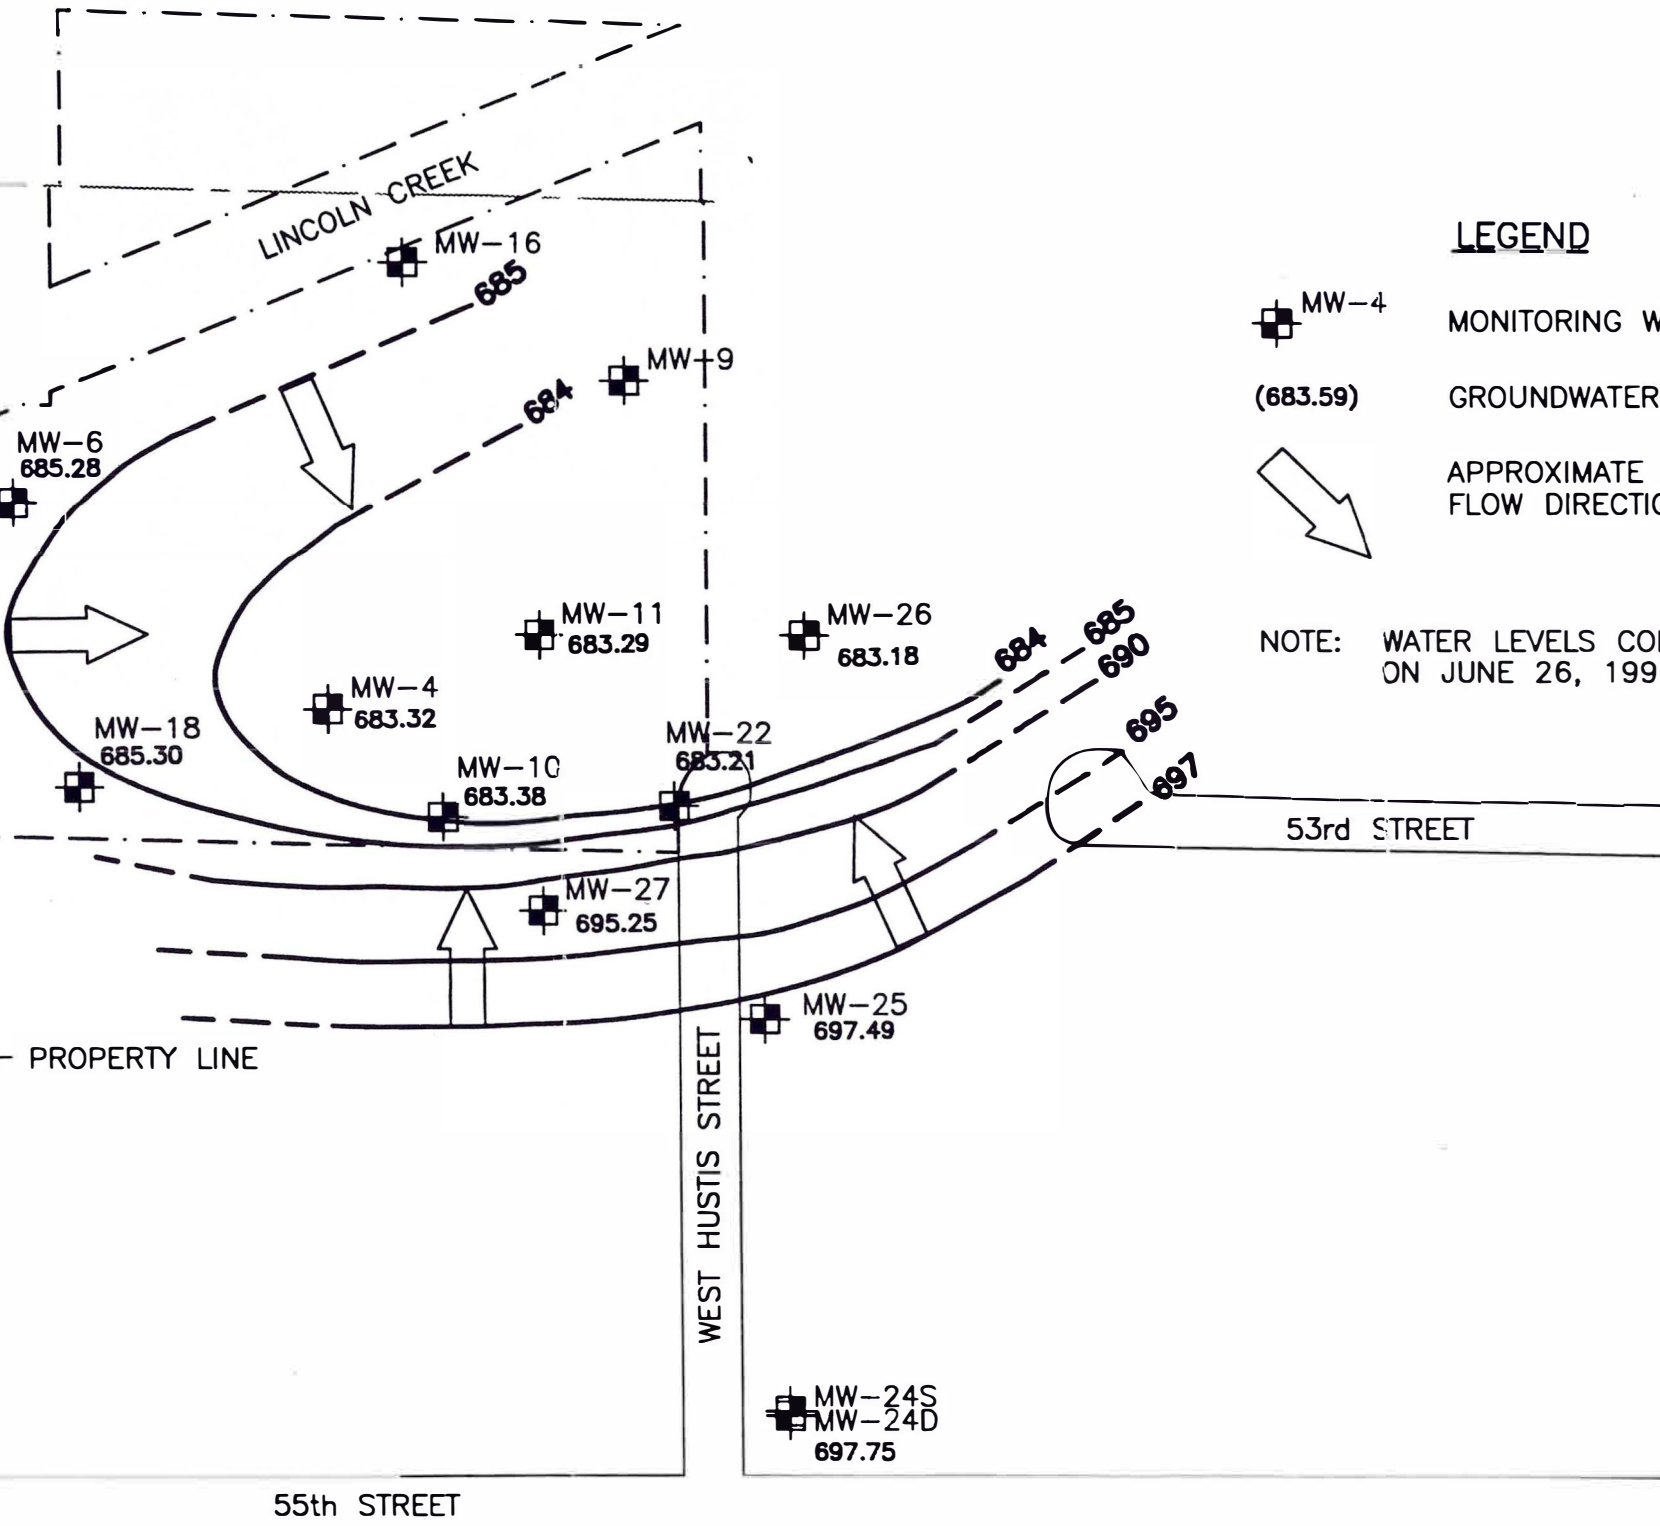 LINCOLN CREEK
MW-16
685
MW-9
684
MW-6
685.28
MW-11
683.29
MW-26
683.18
MW-4
683.32
MW-18
685.30
MW-10
683.38
MW-22
683.21
684
685
690
695
697
MW-27
695.25
MW-25
697.49
53rd STREET
PROPERTY LINE
WEST HUSTIS STREET
MW-24S
MW-24D
697.75
55th STREET
LEGEND
MW-4
MONITORING W
(683.59)
GROUNDWATER
APPROXIMATE
FLOW DIRECTIO
NOTE: WATER LEVELS CO
ON JUNE 26, 199